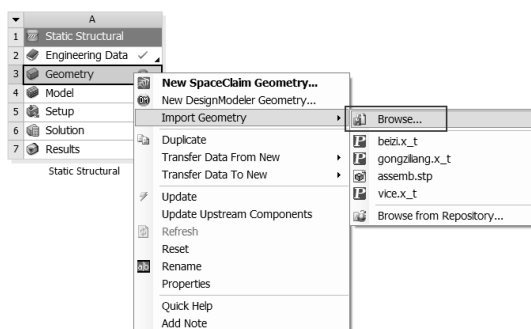 A
1 Static Structural
2 Engineering Data
3 Geometry
4 Model
5 Setup
6 Solution
7 Results
Static Structural
New SpaceClaim Geometry...
New DesignModeler Geometry...
Import Geometry
Duplicate
Transfer Data From New
Transfer Data To New
Update
Update Upstream Components
Refresh
Reset
Rename
Properties
Quick Help
Add Note
Browse...
beizi.x_t
gongziliang.x_t
assemb.stp
vice.x_t
Browse from Repository...